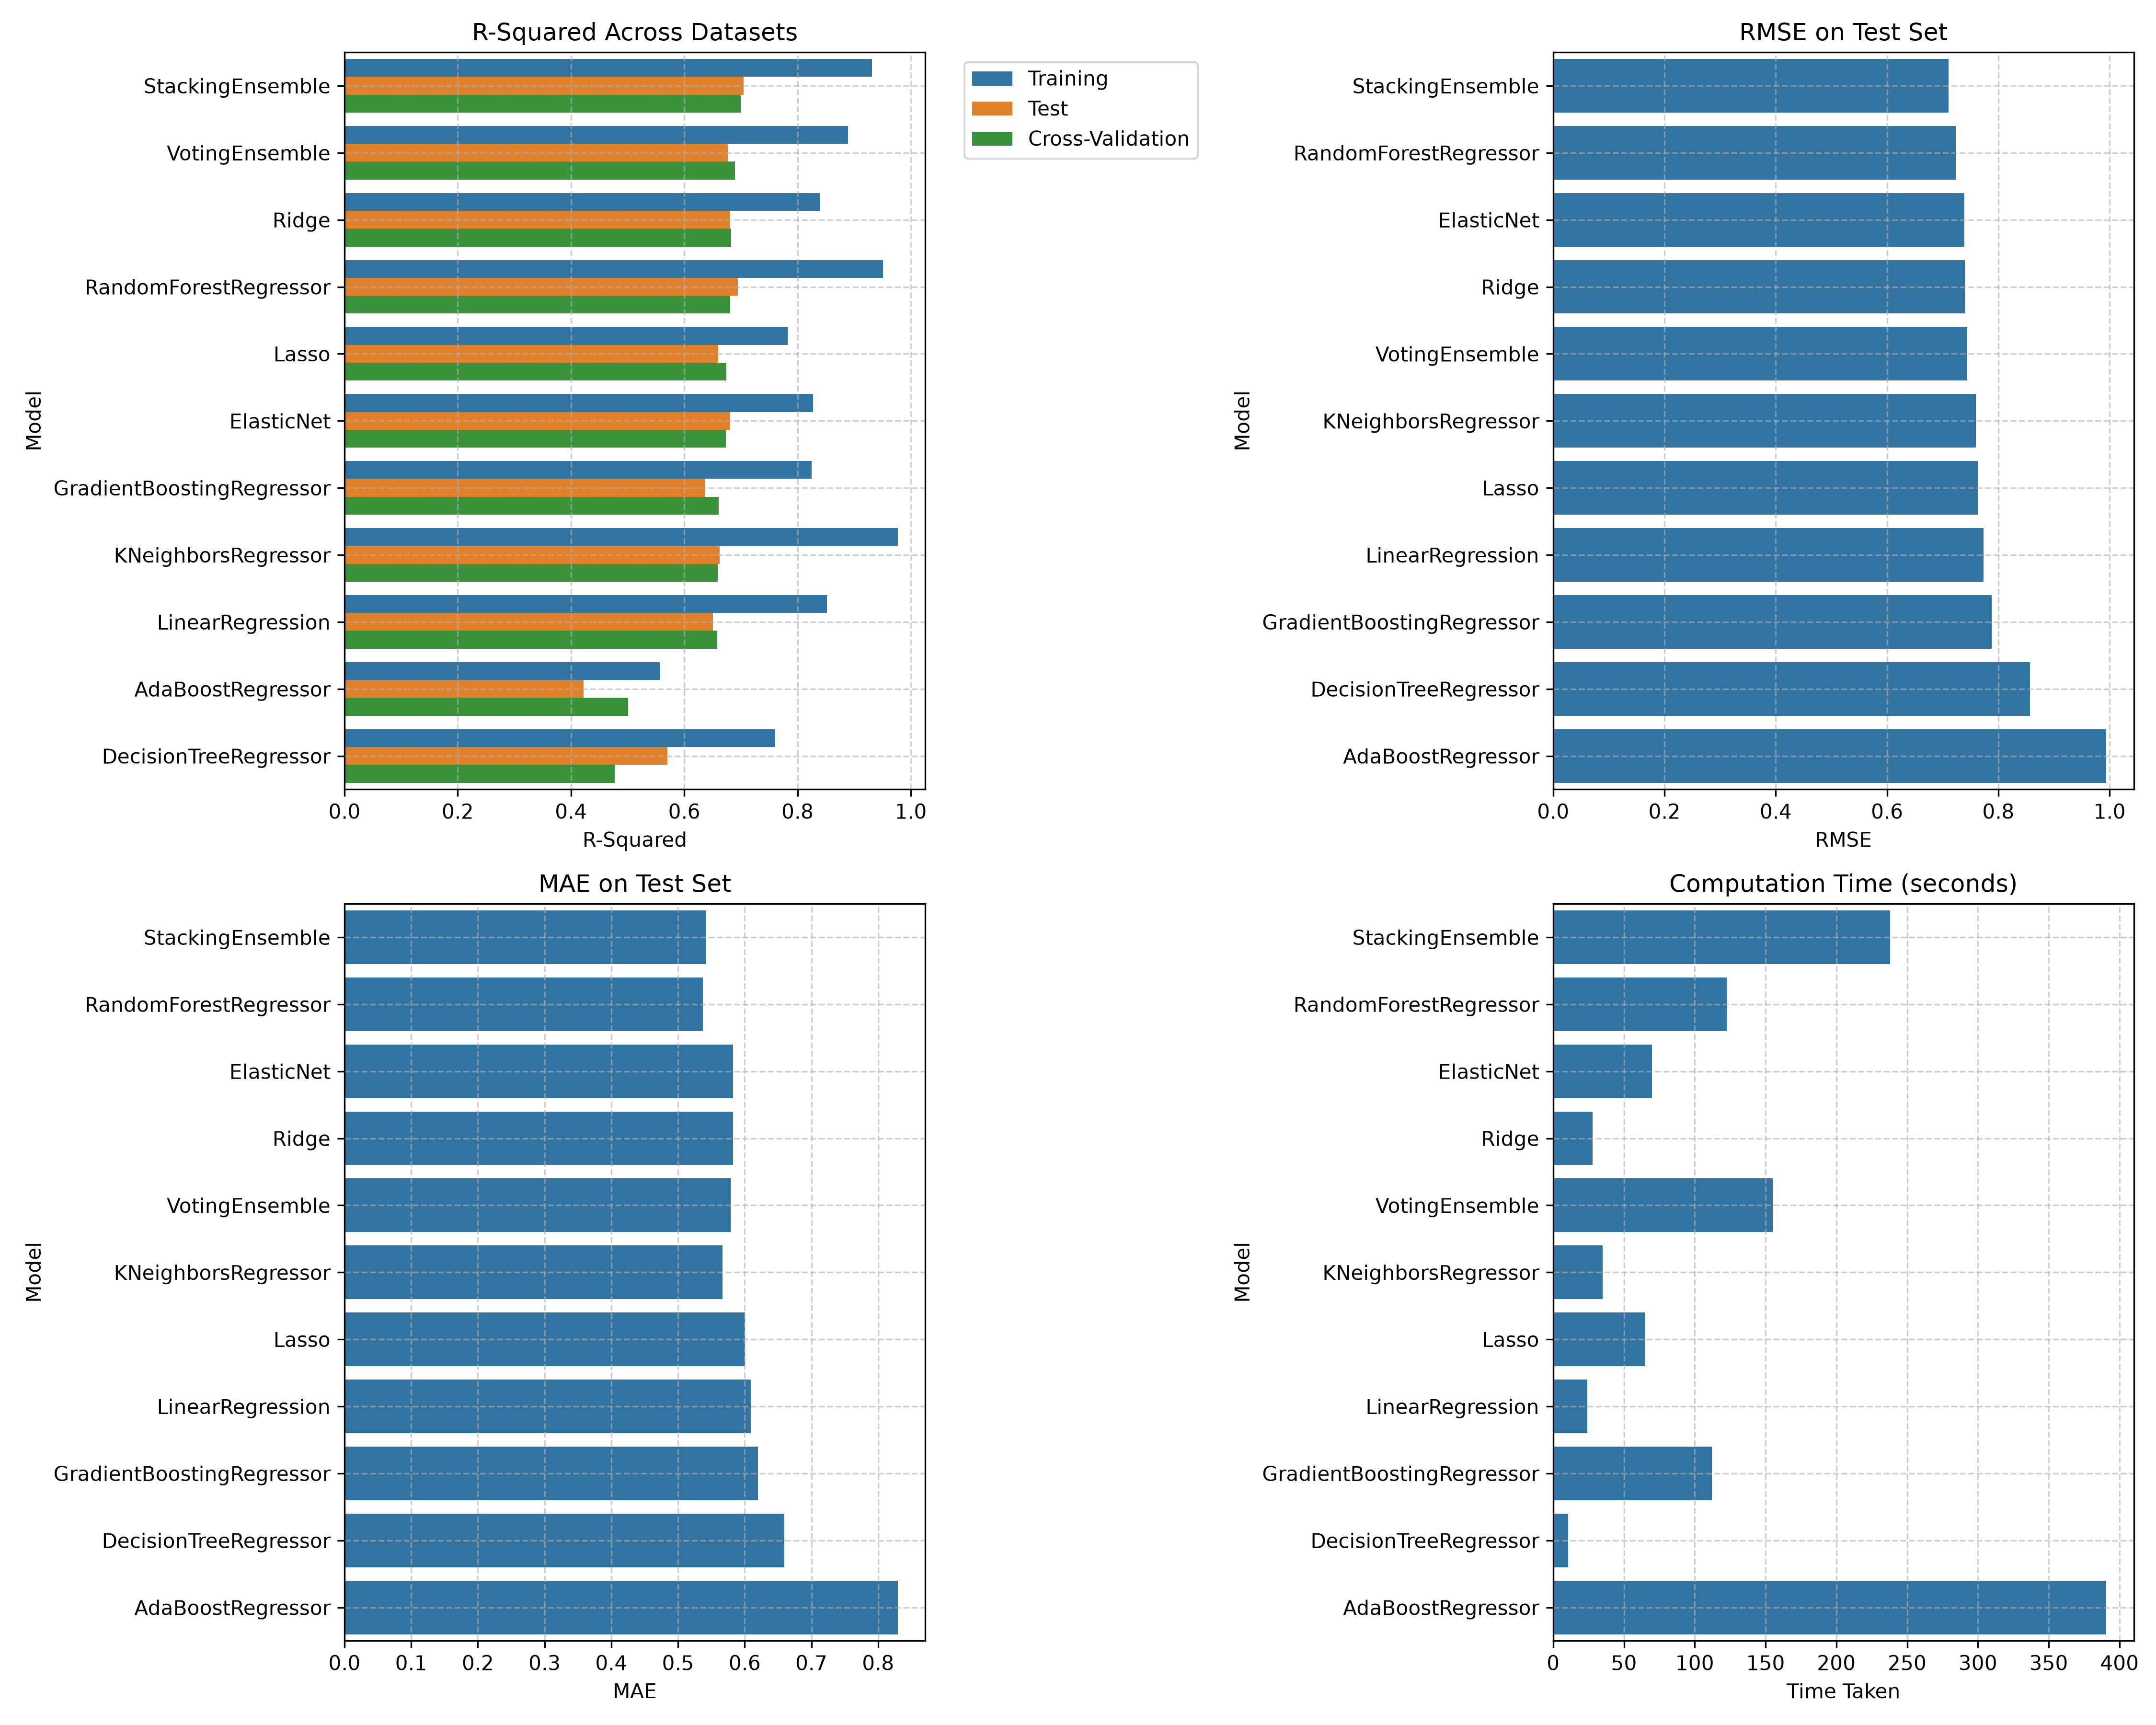 R-Squared Across Datasets
Model
StackingEnsemble
VotingEnsemble
Ridge
RandomForestRegressor
Lasso
ElasticNet
GradientBoostingRegressor
KNeighborsRegressor
LinearRegression
AdaBoostRegressor
DecisionTreeRegressor
0.0 0.2 0.4 0.6 0.8 1.0
R-Squared
Training
Test
Cross-Validation
RMSE on Test Set
Model
StackingEnsemble
RandomForestRegressor
ElasticNet
Ridge
VotingEnsemble
KNeighborsRegressor
Lasso
LinearRegression
GradientBoostingRegressor
DecisionTreeRegressor
AdaBoostRegressor
0.0 0.2 0.4 0.6 0.8 1.0
RMSE
MAE on Test Set
Model
StackingEnsemble
RandomForestRegressor
ElasticNet
Ridge
VotingEnsemble
KNeighborsRegressor
Lasso
LinearRegression
GradientBoostingRegressor
DecisionTreeRegressor
AdaBoostRegressor
0.0 0.1 0.2 0.3 0.4 0.5 0.6 0.7 0.8
MAE
Computation Time (seconds)
Model
StackingEnsemble
RandomForestRegressor
ElasticNet
Ridge
VotingEnsemble
KNeighborsRegressor
Lasso
LinearRegression
GradientBoostingRegressor
DecisionTreeRegressor
AdaBoostRegressor
0 50 100 150 200 250 300 350 400
Time Taken